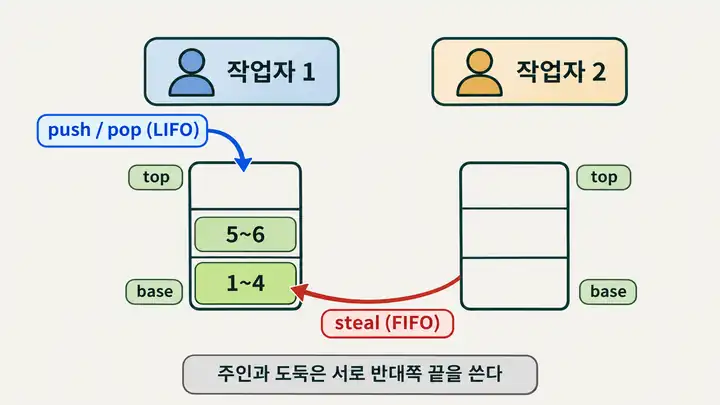 작업자 1
작업자 2
push / pop (LIFO)
top
top
5~6
1~4
base
base
steal (FIFO)
주인과 도둑은 서로 반대쪽 끝을 쓴다